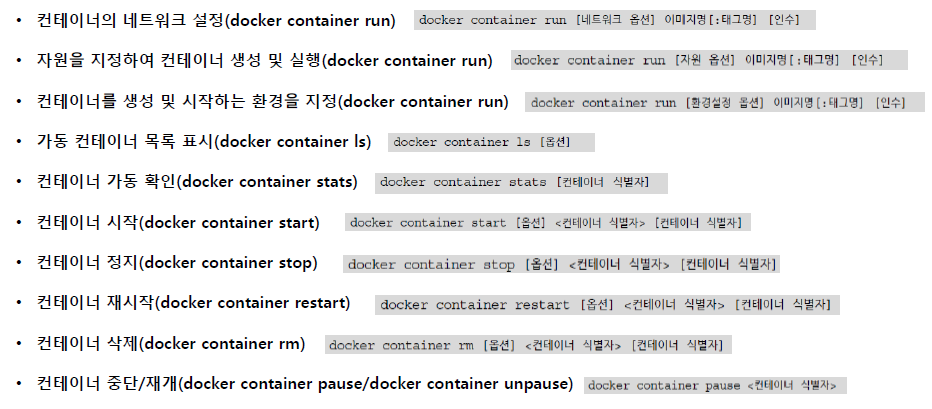 • 컨테이너의 네트워크 설정(docker container run) docker container run [네트워크 옵션] 이미지명[:태그명] [인수]
• 자원을 지정하여 컨테이너 생성 및 실행(docker container run) docker container run [자원 옵션] 이미지명[:태그명] [인수]
• 컨테이너를 생성 및 시작하는 환경을 지정(docker container run) docker container run [환경설정 옵션] 이미지명[:태그명] [인수]
• 가동 컨테이너 목록 표시(docker container ls) docker container ls [옵션]
• 컨테이너 가동 확인(docker container stats) docker container stats [컨테이너 식별자]
• 컨테이너 시작(docker container start) docker container start [옵션] <컨테이너 식별자> [컨테이너 식별자]
• 컨테이너 정지(docker container stop) docker container stop [옵션] <컨테이너 식별자> [컨테이너 식별자]
• 컨테이너 재시작(docker container restart) docker container restart [옵션] <컨테이너 식별자> [컨테이너 식별자]
• 컨테이너 삭제(docker container rm) docker container rm [옵션] <컨테이너 식별자> [컨테이너 식별자]
• 컨테이너 중단/재개(docker container pause/docker container unpause) docker container pause <컨테이너 식별자>